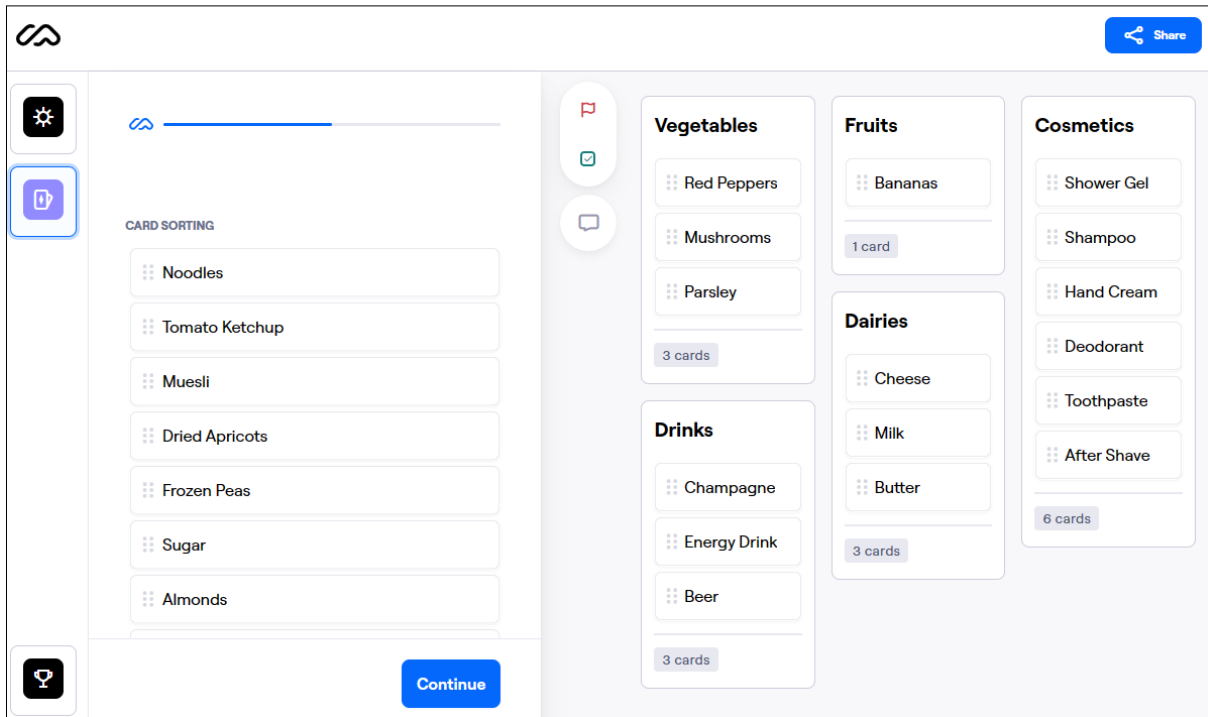 Share
CARD SORTING
Noodles
Tomato Ketchup
Muesli
Dried Apricots
Frozen Peas
Sugar
Almonds
Continue
Vegetables
Red Peppers
Mushrooms
Parsley
3 cards
Drinks
Champagne
Energy Drink
Beer
3 cards
Fruits
Bananas
1 card
Dairies
Cheese
Milk
Butter
3 cards
Cosmetics
Shower Gel
Shampoo
Hand Cream
Deodorant
Toothpaste
After Shave
6 cards